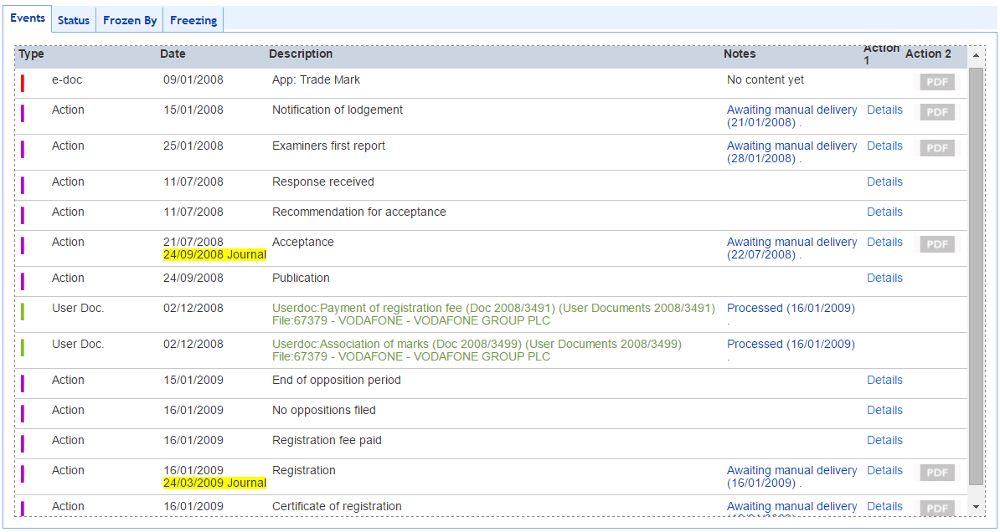 Events Status Frozen By Freezing
Type Date Description Notes Action 1 Action 2
e-doc 09/01/2008 App: Trade Mark No content yet PDF
Action 15/01/2008 Notification of lodgement Awaiting manual delivery Details PDF
(21/01/2008) .
Action 25/01/2008 Examiners first report Awaiting manual delivery Details PDF
(28/01/2008) .
Action 11/07/2008 Response received Details
Action 11/07/2008 Recommendation for acceptance Details
Action 21/07/2008 Acceptance Awaiting manual delivery Details PDF
24/09/2008 Journal (22/07/2008) .
Action 24/09/2008 Publication Details
User Doc. 02/12/2008 Userdoc:Payment of registration fee (Doc 2008/3491) (User Documents 2008/3491) Processed (16/01/2009)
File:67379 - VODAFONE - VODAFONE GROUP PLC .
User Doc. 02/12/2008 Userdoc:Association of marks (Doc 2008/3499) (User Documents 2008/3499) Processed (16/01/2009)
File:67379 - VODAFONE - VODAFONE GROUP PLC .
Action 15/01/2009 End of opposition period Details
Action 16/01/2009 No oppositions filed Details
Action 16/01/2009 Registration fee paid Details
Action 16/01/2009 Registration Awaiting manual delivery Details PDF
24/03/2009 Journal (16/01/2009) .
Action 16/01/2009 Certificate of registration Awaiting manual delivery Details PDF